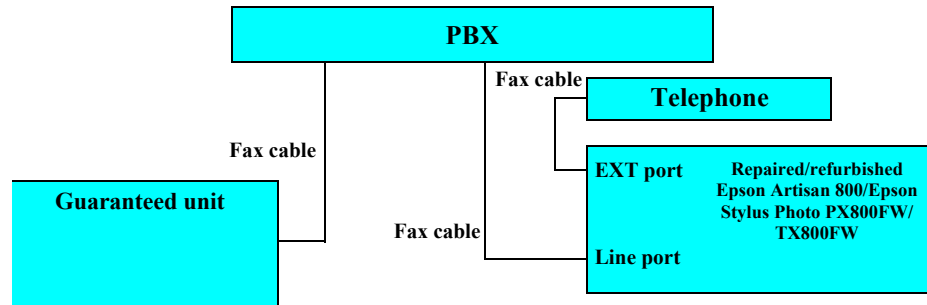 PBX
Fax cable
Telephone
Fax cable
EXT port
Repaired/refurbished
Epson Artisan 800/Epson
Stylus Photo PX800FW/
TX800FW
Guaranteed unit
Fax cable
Line port